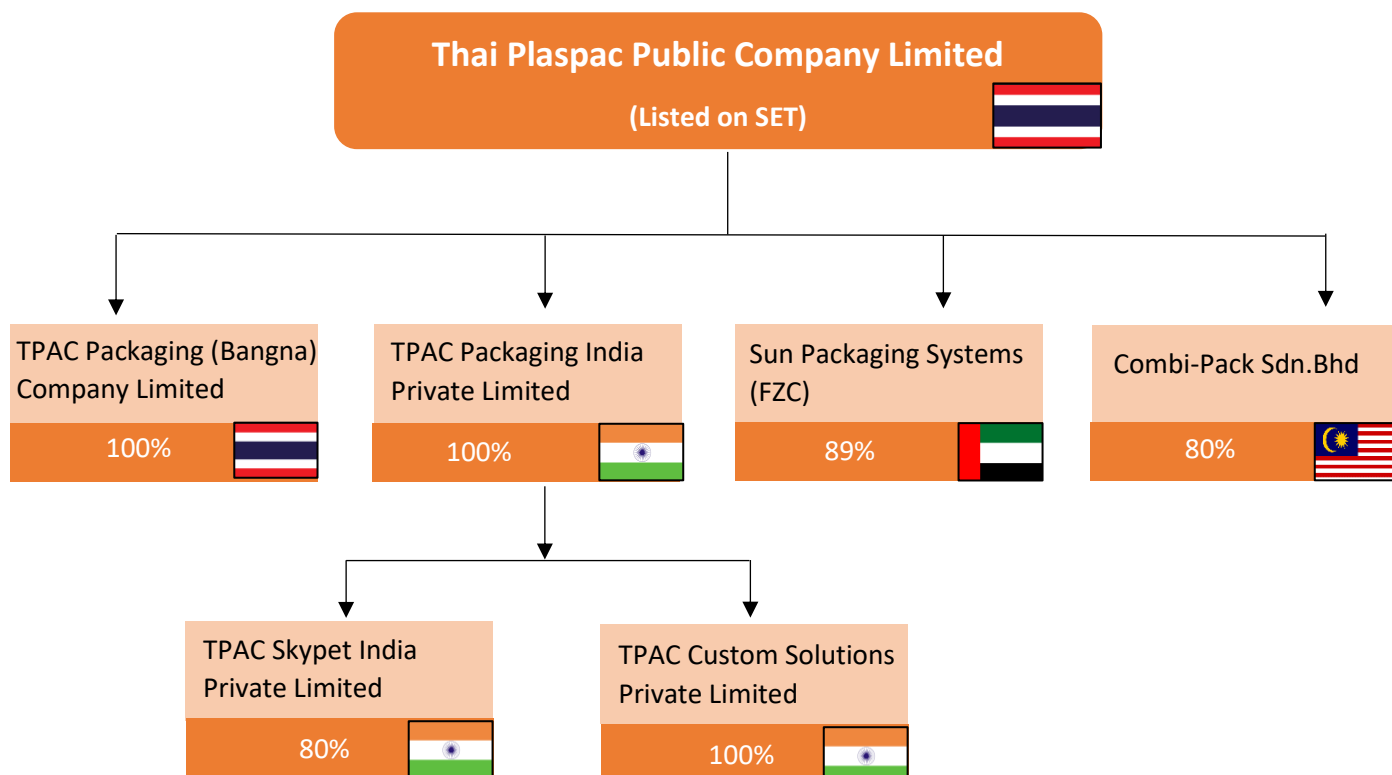 Thai Plaspac Public Company Limited
(Listed on SET)
TPAC Packaging (Bangna)
Company Limited
100%
TPAC Packaging India
Private Limited
100%
Sun Packaging Systems
(FZC)
89%
Combi-Pack Sdn.Bhd
80%
TPAC Skypet India
Private Limited
80%
TPAC Custom Solutions
Private Limited
100%